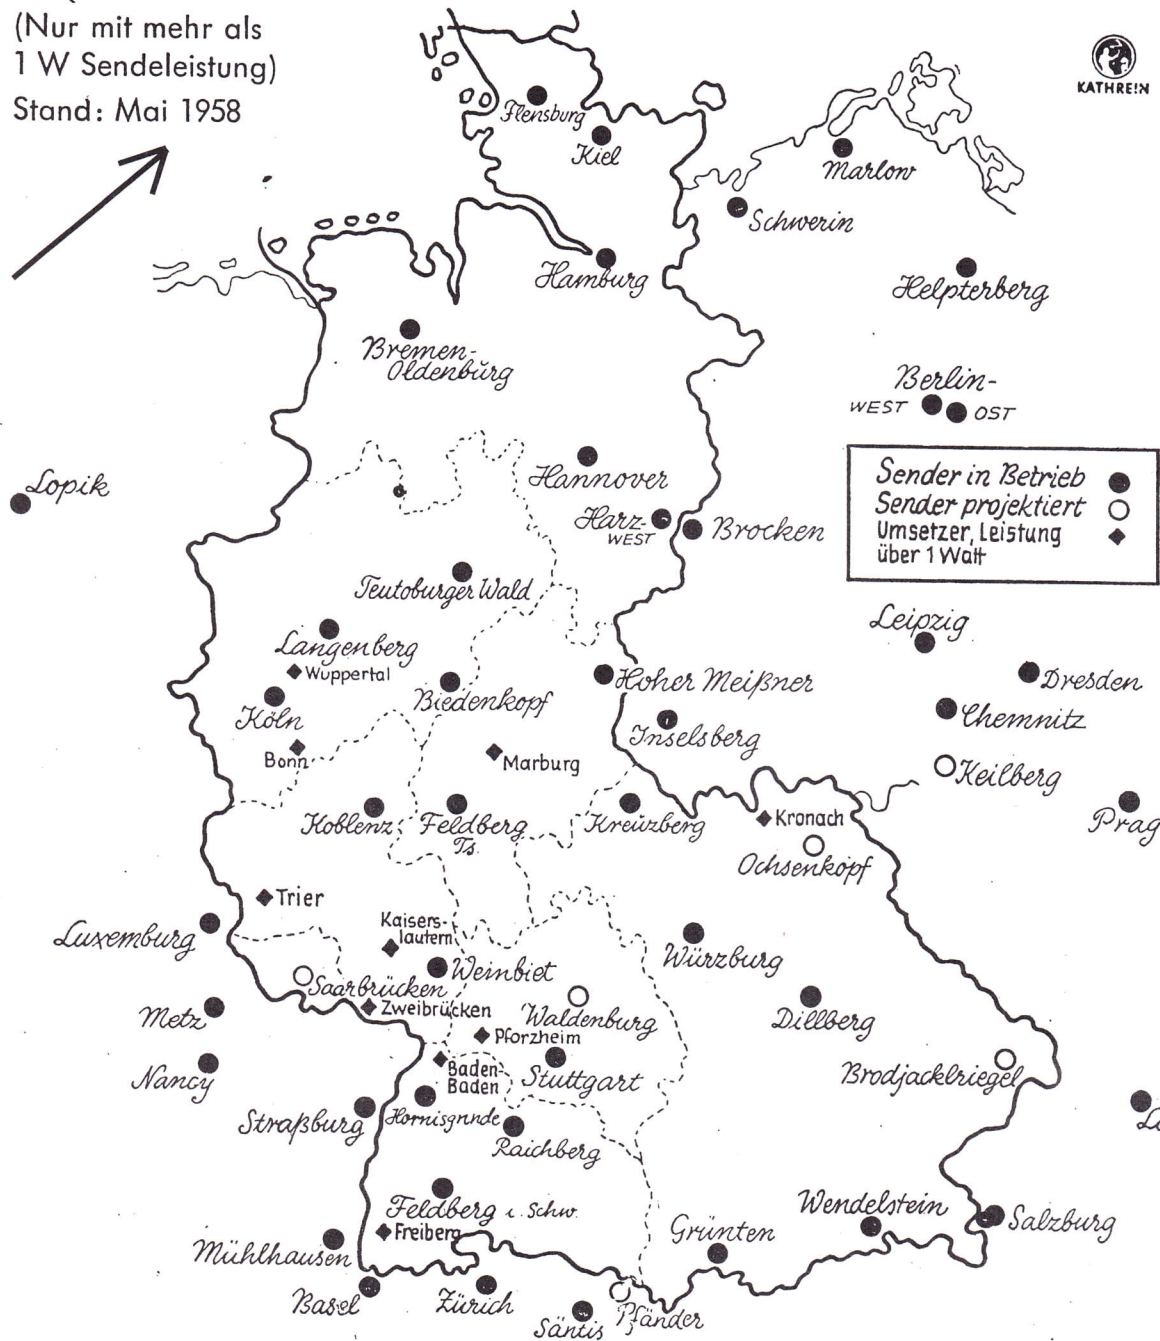 (Nur mit mehr als
1 W Sendeleistung)
Stand: Mai 1958
KATHREIN
Flensburg
Kiel
Marlow
Schwerin
Hamburg
Helpterberg
Bremen-
Oldenburg
Berlin-
WEST OST
Lopik
Hannover
Sender in Betrieb
Sender projektiert
Umsetzer, Leistung
über 1 Watt
Harz-
WEST
Brocken
Teutoburger Wald
Leipzig
Langenberg
Wuppertal
Biedenkopf
Hoher Meißner
Dresden
Köln
Inselsberg
Chemnitz
Bonn
Marburg
Keilberg
Koblenz
Feldberg
Ts.
Kreuzberg
Kronach
Prag
Ochsenkopf
Trier
Luxemburg
Kaisers-
lautern
Würzburg
Weinbiet
Saarbrücken
Metz
Zweibrücken
Waldenburg
Dillberg
Pforzheim
Nancy
Baden-
Baden
Stuttgart
Brodjacklriegel
Straßburg
Hornisgrinde
Raichberg
Feldberg i. Schw.
Wendelstein
Salzburg
Freiberg
Grünten
Mühlhausen
Basel
Zürich
Säntis
Pfänder